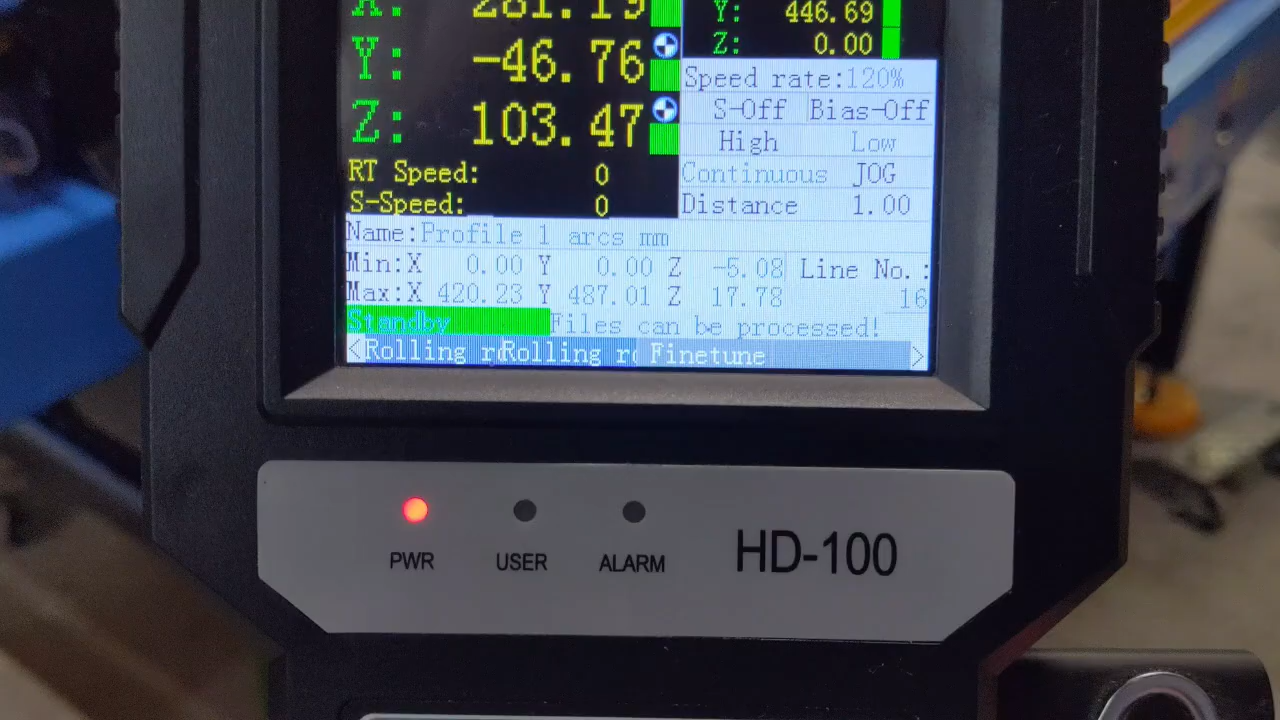 X: 281.19
Y: 446.69
Y: -46.76
Z: 0.00
Speed rate:120%
Z: 103.47
S-Off Bias-Off
High Low
RT Speed: 0
Continuous JOG
S-Speed: 0
Distance 1.00
Name:Profile 1 arcs mm
Min:X 0.00 Y 0.00 Z -5.08 Line No.:
Max:X 420.23 Y 487.01 Z 17.78 16
Standby Files can be processed!
<Rolling ro Rolling ro Finetune >
PWR USER ALARM HD-100